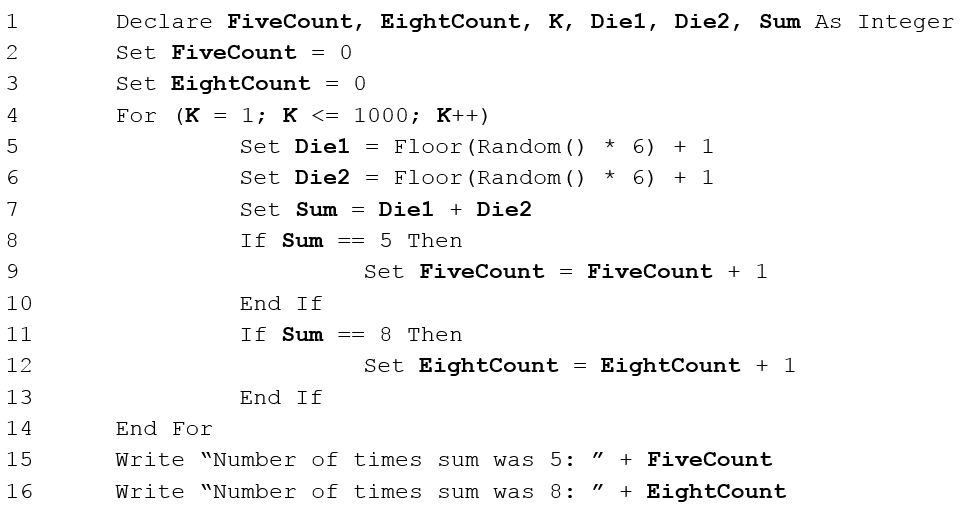 1 Declare FiveCount, EightCount, K, Die1, Die2, Sum As Integer
2 Set FiveCount = 0
3 Set EightCount = 0
4 For (K = 1; K <= 1000; K++)
5 Set Die1 = Floor(Random() * 6) + 1
6 Set Die2 = Floor(Random() * 6) + 1
7 Set Sum = Die1 + Die2
8 If Sum == 5 Then
9 Set FiveCount = FiveCount + 1
10 End If
11 If Sum == 8 Then
12 Set EightCount = EightCount + 1
13 End If
14 End For
15 Write “Number of times sum was 5: ” + FiveCount
16 Write “Number of times sum was 8: ” + EightCount